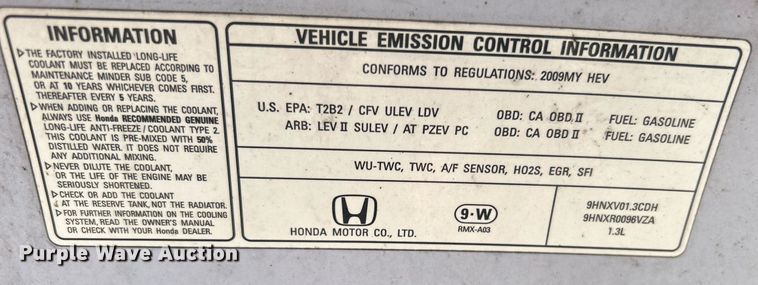 INFORMATION
▷THE FACTORY INSTALLED LONG-LIFE
COOLANT MUST BE REPLACED ACCORDING TO
MAINTENANCE MINDER SUB CODE 5,
OR AT 10 YEARS WHICHEVER COMES FIRST.
THEREAFTER EVERY 5 YEARS.
▷WHEN ADDING OR REPLACING THE COOLANT,
ALWAYS USE Honda RECOMMENDED GENUINE
LONG-LIFE ANTI-FREEZE / COOLANT TYPE 2.
THIS COOLANT IS PRE-MIXED WITH 50%
DISTILLED WATER. IT DOES NOT REQUIRE
ANY ADDITIONAL MIXING.
▷NEVER DILUTE THE COOLANT,
OR THE LIFE OF THE ENGINE MAY BE
SERIOUSLY SHORTENED.
▷CHECK OR ADD THE COOLANT
AT THE RESERVE TANK, NOT THE RADIATOR.
▷FOR FURTHER INFORMATION ON THE COOLING
SYSTEM, READ THE OWNER'S MANUAL
OR CHECK WITH YOUR Honda DEALER.
VEHICLE EMISSION CONTROL INFORMATION
CONFORMS TO REGULATIONS: 2009MY HEV
U.S. EPA: T2B2 / CFV ULEV LDV OBD: CA OBD II FUEL: GASOLINE
ARB: LEV II SULEV / AT PZEV PC OBD: CA OBD II FUEL: GASOLINE
WU-TWC, TWC, A/F SENSOR, HO2S, EGR, SFI
HONDA MOTOR CO., LTD.
9·W
RMX-A03
9HNXV01.3CDH
9HNXR0096VZA
1.3L
Purple Wave Auction